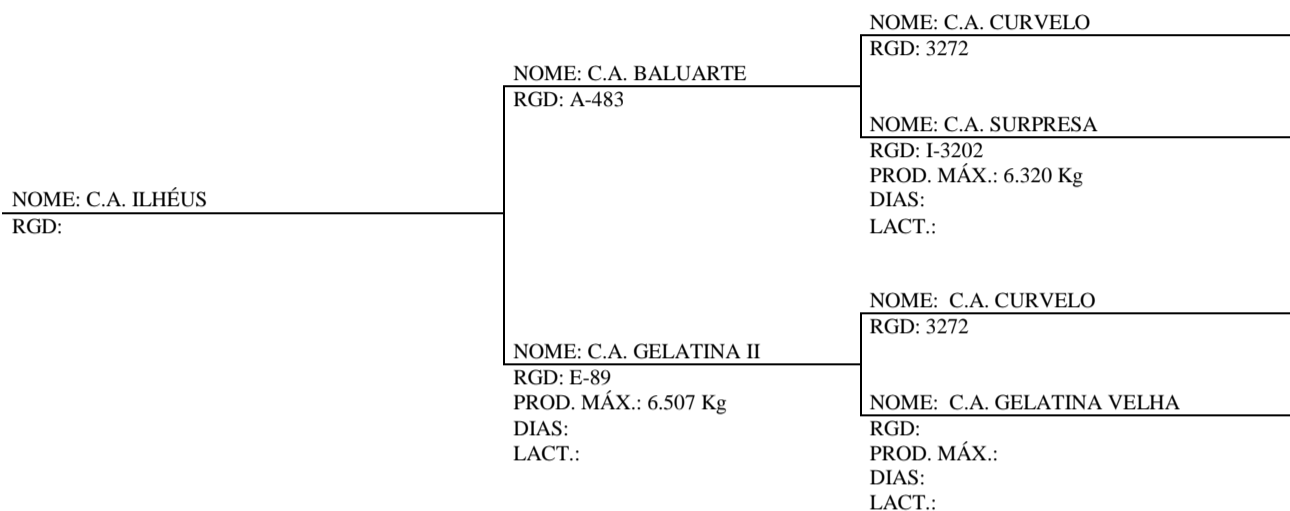 NOME: C.A. ILHÉUS
RGD:
NOME: C.A. BALUARTE
RGD: A-483
NOME: C.A. GELATINA II
RGD: E-89
PROD. MÁX.: 6.507 Kg
DIAS:
LACT.:
NOME: C.A. CURVELO
RGD: 3272
NOME: C.A. SURPRESA
RGD: I-3202
PROD. MÁX.: 6.320 Kg
DIAS:
LACT.:
NOME: C.A. CURVELO
RGD: 3272
NOME: C.A. GELATINA VELHA
RGD:
PROD. MÁX.:
DIAS:
LACT.: